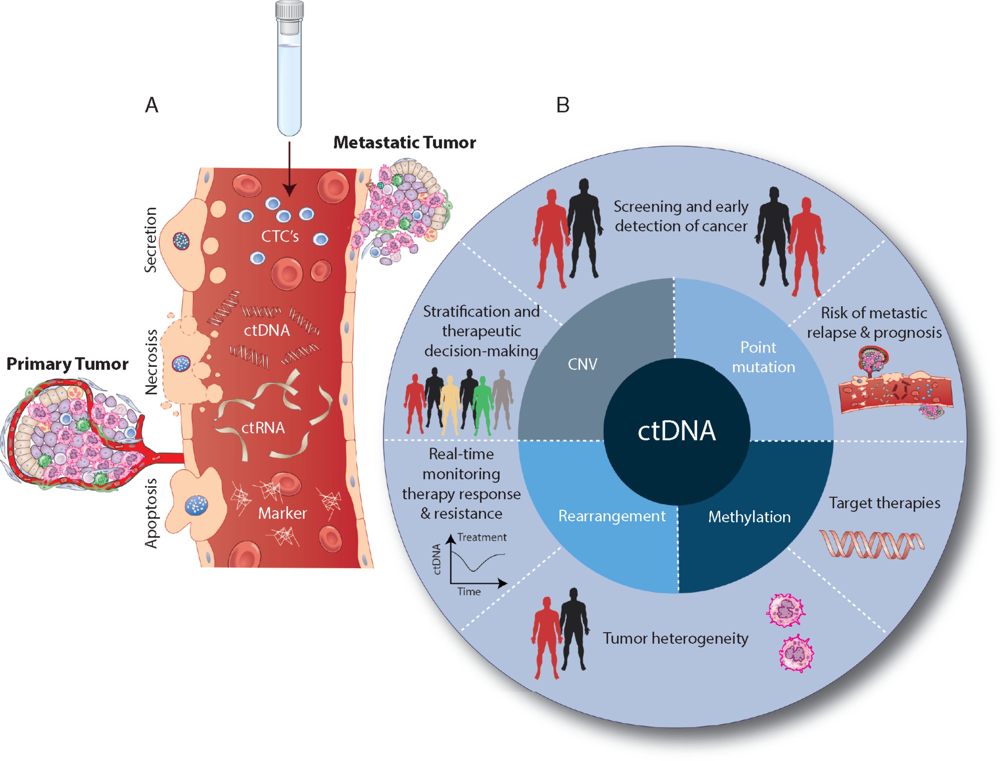 A
Metastatic Tumor
Secretion
CTC's
Necrosiss
ctDNA
Primary Tumor
ctRNA
Apoptosis
Marker
B
Screening and early
detection of cancer
Risk of metastic
relapse & prognosis
Target therapies
Tumor heterogeneity
Real-time
monitoring
therapy response
& resistance
Treatment
ctDNA
Time
Stratification and
therapeutic
decision-making
CNV
Point
mutation
Methylation
Rearrangement
ctDNA